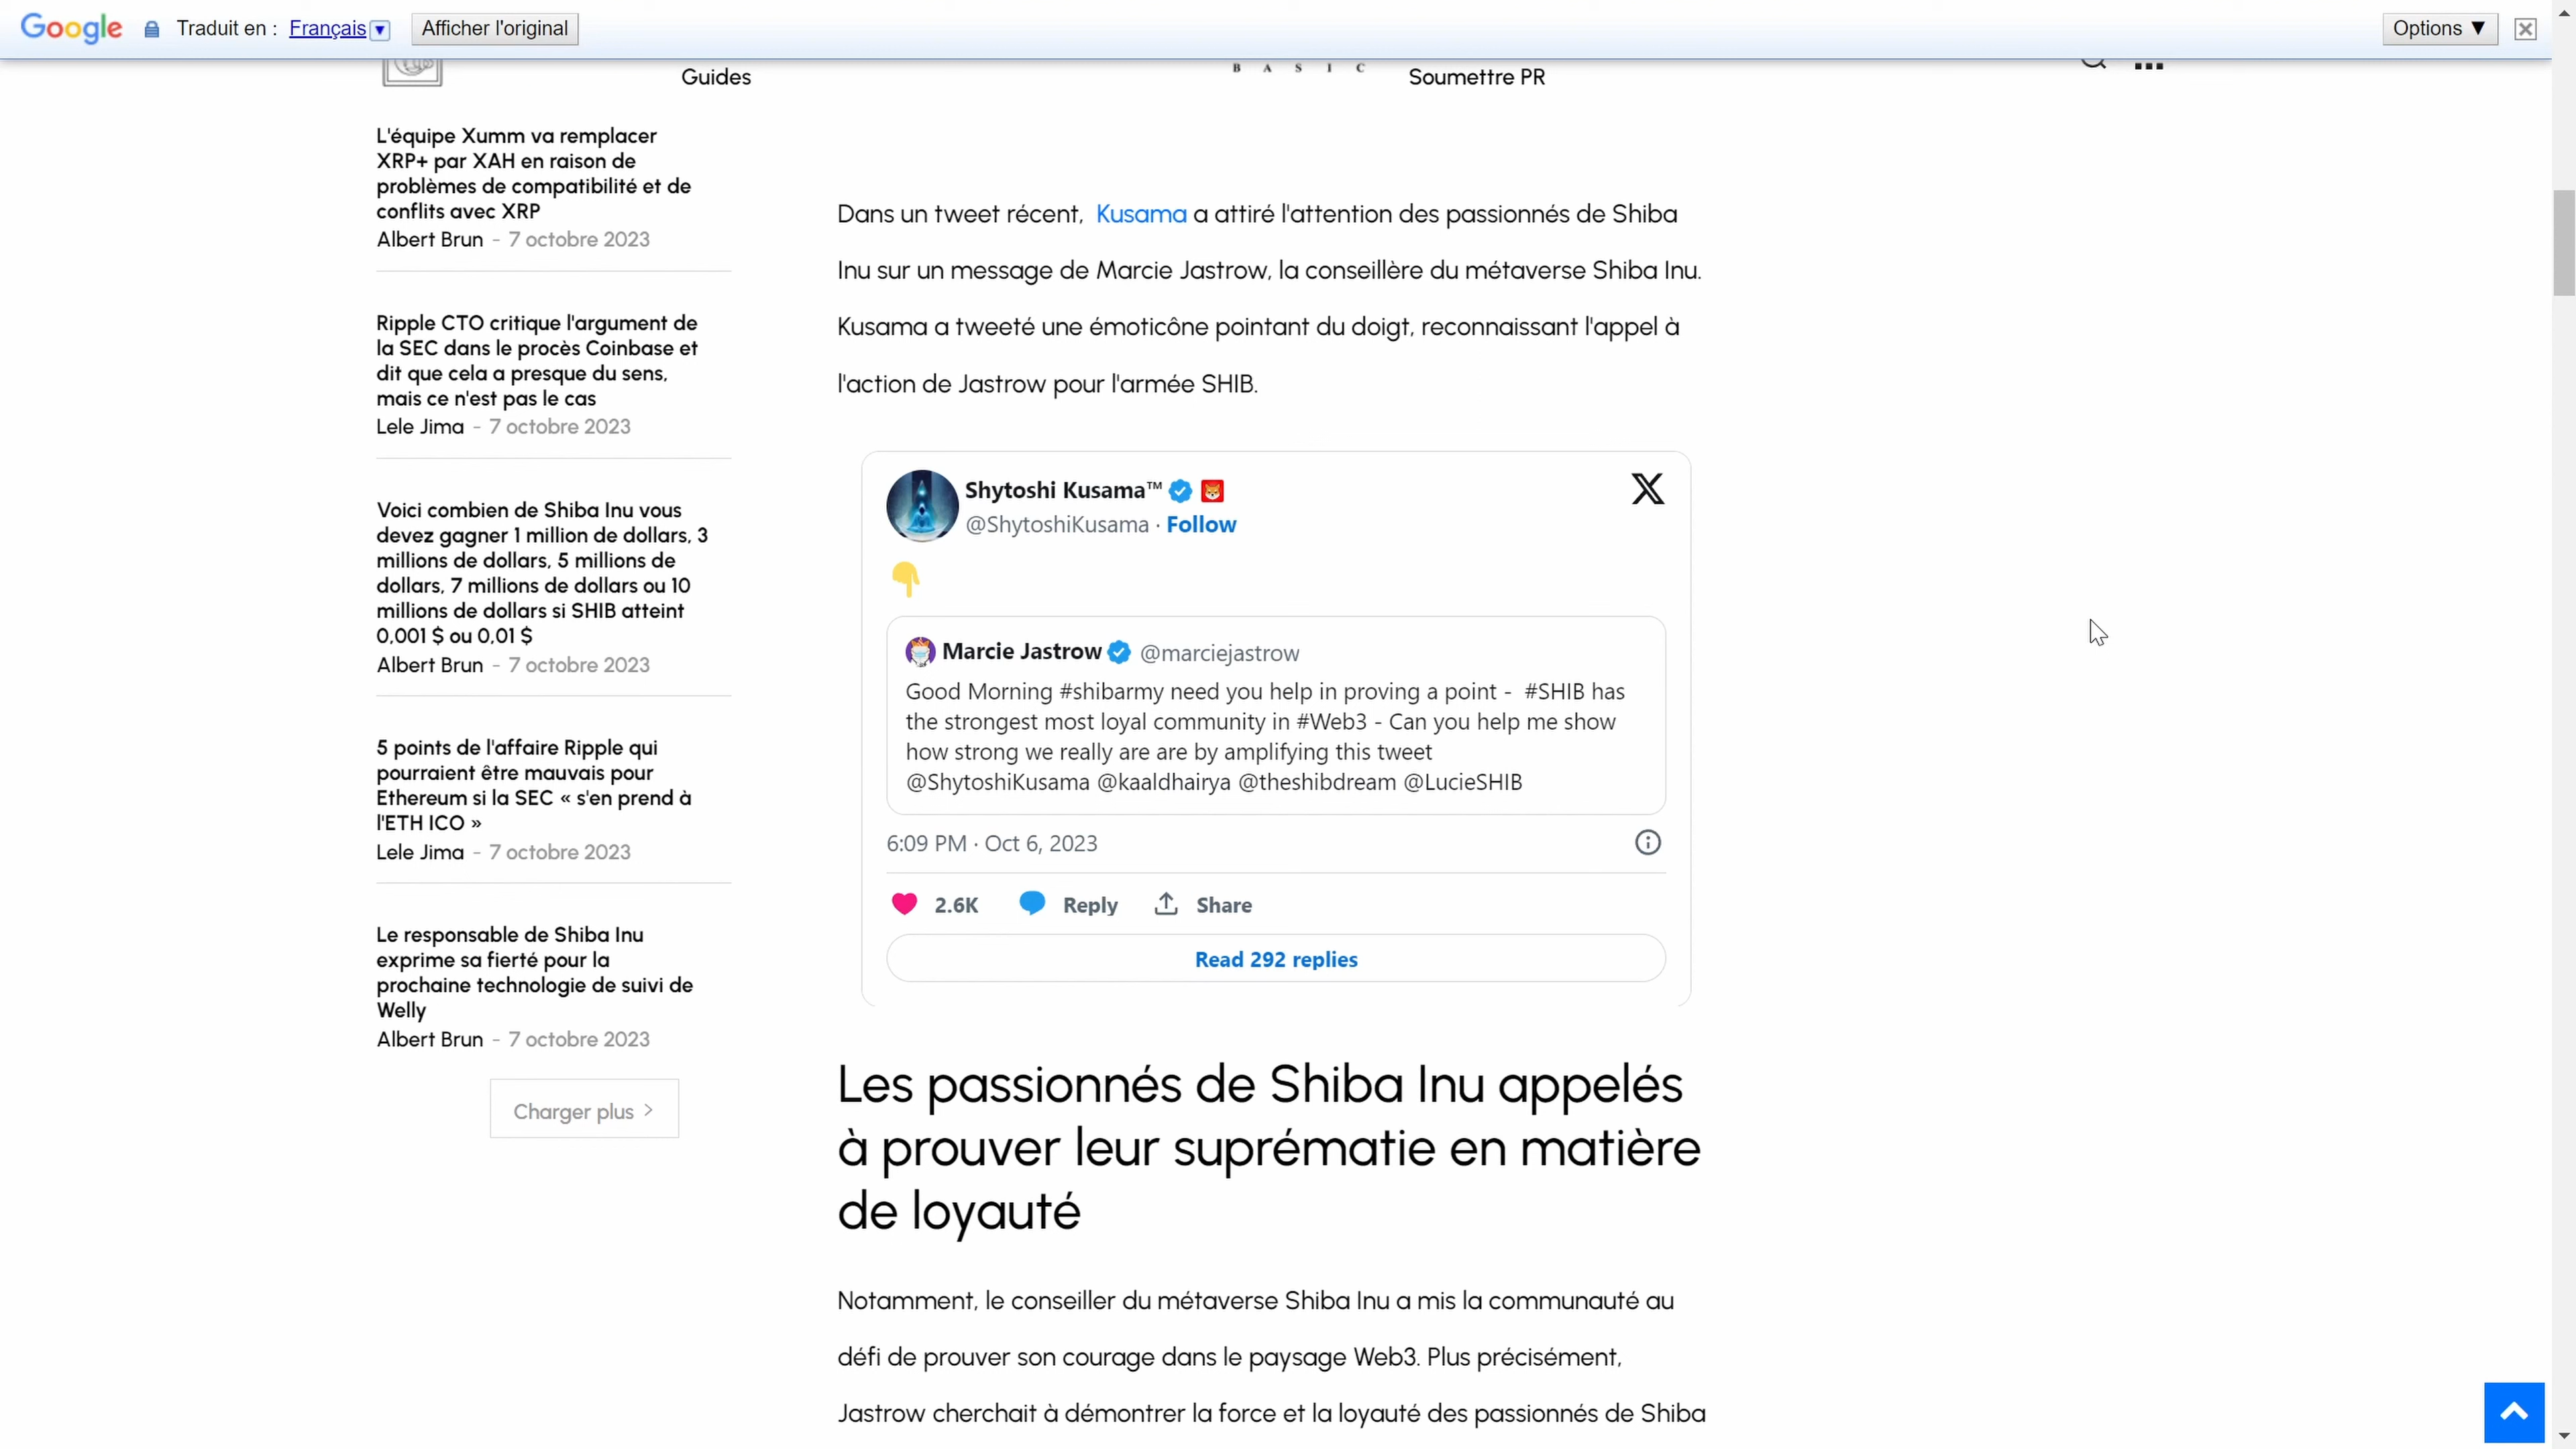 Google Traduit en : Français ▼ Afficher l'original Options ▼
Guides
B A S I C
Soumettre PR
L'équipe Xumm va remplacer
XRP+ par XAH en raison de
problèmes de compatibilité et de
conflits avec XRP
Albert Brun - 7 octobre 2023
Ripple CTO critique l'argument de
la SEC dans le procès Coinbase et
dit que cela a presque du sens,
mais ce n'est pas le cas
Lele Jima - 7 octobre 2023
Voici combien de Shiba Inu vous
devez gagner 1 million de dollars, 3
millions de dollars, 5 millions de
dollars, 7 millions de dollars ou 10
millions de dollars si SHIB atteint
0,001 $ ou 0,01 $
Albert Brun - 7 octobre 2023
5 points de l'affaire Ripple qui
pourraient être mauvais pour
Ethereum si la SEC « s'en prend à
l'ETH ICO »
Lele Jima - 7 octobre 2023
Le responsable de Shiba Inu
exprime sa fierté pour la
prochaine technologie de suivi de
Welly
Albert Brun - 7 octobre 2023
Charger plus >
Dans un tweet récent, Kusama a attiré l'attention des passionnés de Shiba
Inu sur un message de Marcie Jastrow, la conseillère du métaverse Shiba Inu.
Kusama a tweeté une émoticône pointant du doigt, reconnaissant l'appel à
l'action de Jastrow pour l'armée SHIB.
Shytoshi Kusama™
@ShytoshiKusama · Follow
👇
Marcie Jastrow @marciejastrow
Good Morning #shibarmy need you help in proving a point - #SHIB has
the strongest most loyal community in #Web3 - Can you help me show
how strong we really are are by amplifying this tweet
@ShytoshiKusama @kaaldhairya @theshibdream @LucieSHIB
6:09 PM · Oct 6, 2023
2.6K Reply Share
Read 292 replies
Les passionnés de Shiba Inu appelés
à prouver leur suprématie en matière
de loyauté
Notamment, le conseiller du métaverse Shiba Inu a mis la communauté au
défi de prouver son courage dans le paysage Web3. Plus précisément,
Jastrow cherchait à démontrer la force et la loyauté des passionnés de Shiba